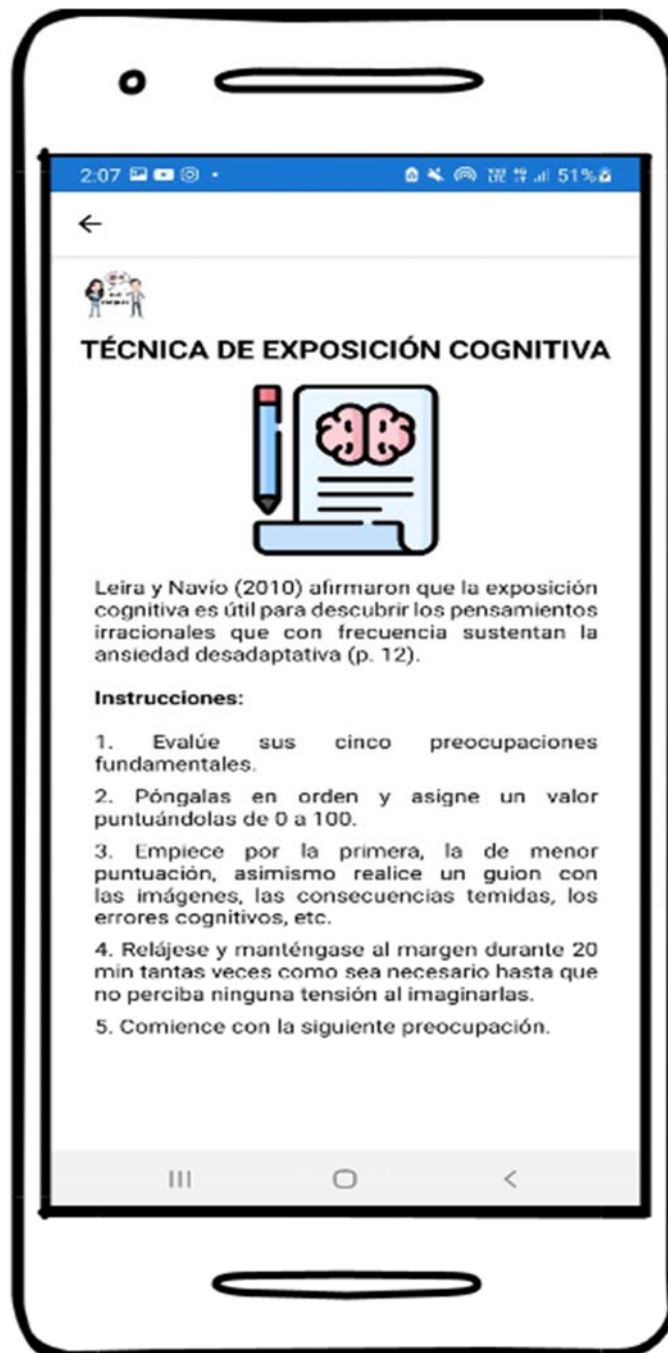 2:07
51%
TÉCNICA DE EXPOSICIÓN COGNITIVA
Leira y Navío (2010) afirmaron que la exposición
cognitiva es útil para descubrir los pensamientos
irracionales que con frecuencia sustentan la
ansiedad desadaptativa (p. 12).
Instrucciones:
1. Evalúe sus cinco preocupaciones
fundamentales.
2. Póngalas en orden y asigne un valor
puntuándolas de 0 a 100.
3. Empiece por la primera, la de menor
puntuación, asimismo realice un guion con
las imágenes, las consecuencias temidas, los
errores cognitivos, etc.
4. Relájese y manténgase al margen durante 20
min tantas veces como sea necesario hasta que
no perciba ninguna tensión al imaginarlas.
5. Comience con la siguiente preocupación.